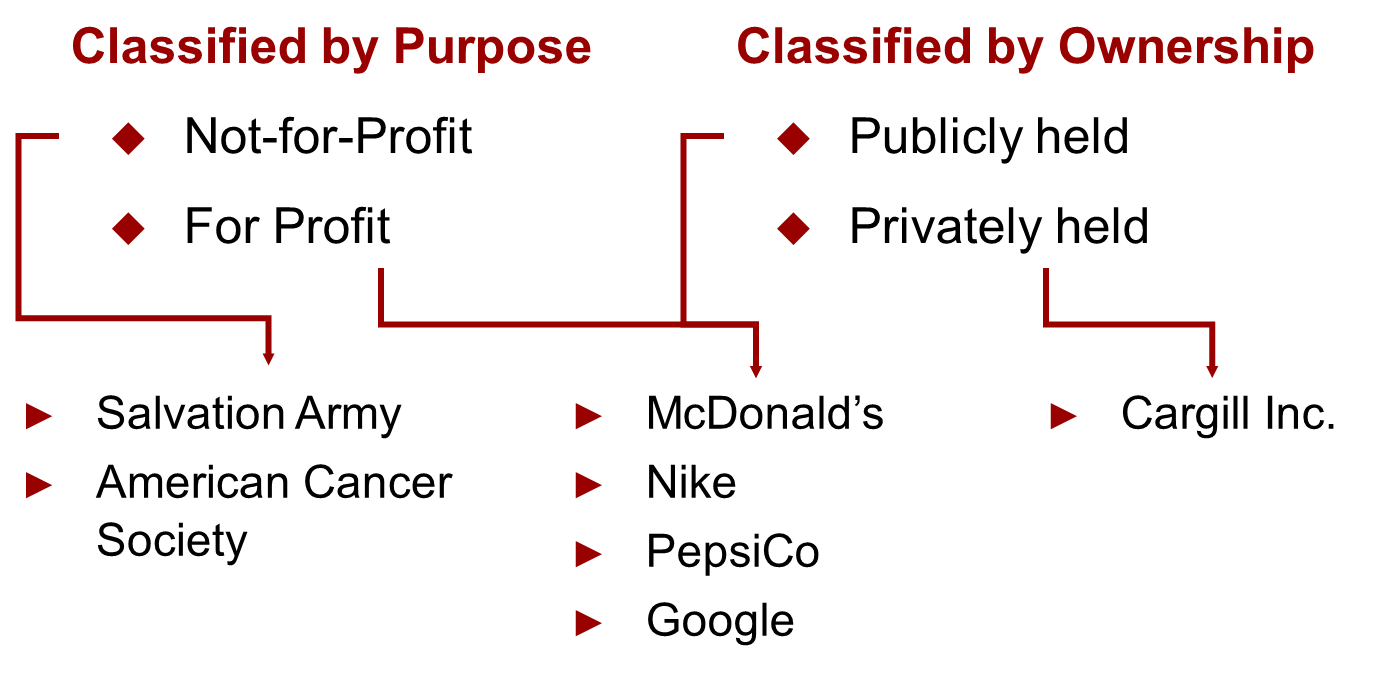 Classified by Purpose
Not-for-Profit
For Profit
Classified by Ownership
Publicly held
Privately held
Salvation Army
American Cancer
Society
McDonald’s
Nike
PepsiCo
Google
Cargill Inc.